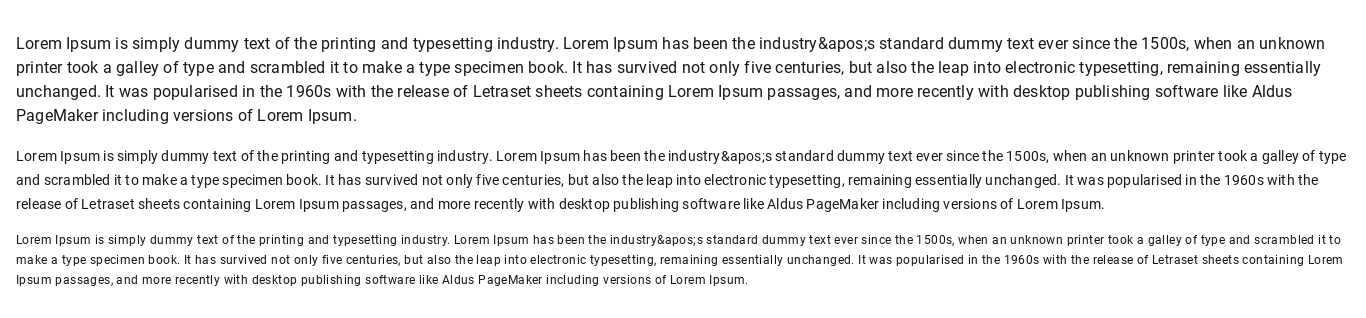 Lorem Ipsum is simply dummy text of the printing and typesetting industry. Lorem Ipsum has been the industry&apos;s standard dummy text ever since the 1500s, when an unknown
printer took a galley of type and scrambled it to make a type specimen book. It has survived not only five centuries, but also the leap into electronic typesetting, remaining essentially
unchanged. It was popularised in the 1960s with the release of Letraset sheets containing Lorem Ipsum passages, and more recently with desktop publishing software like Aldus
PageMaker including versions of Lorem Ipsum.
Lorem Ipsum is simply dummy text of the printing and typesetting industry. Lorem Ipsum has been the industry&apos;s standard dummy text ever since the 1500s, when an unknown printer took a galley of type
and scrambled it to make a type specimen book. It has survived not only five centuries, but also the leap into electronic typesetting, remaining essentially unchanged. It was popularised in the 1960s with the
release of Letraset sheets containing Lorem Ipsum passages, and more recently with desktop publishing software like Aldus PageMaker including versions of Lorem Ipsum.
Lorem Ipsum is simply dummy text of the printing and typesetting industry. Lorem Ipsum has been the industry&apos;s standard dummy text ever since the 1500s, when an unknown printer took a galley of type and scrambled it to
make a type specimen book. It has survived not only five centuries, but also the leap into electronic typesetting, remaining essentially unchanged. It was popularised in the 1960s with the release of Letraset sheets containing Lorem
Ipsum passages, and more recently with desktop publishing software like Aldus PageMaker including versions of Lorem Ipsum.